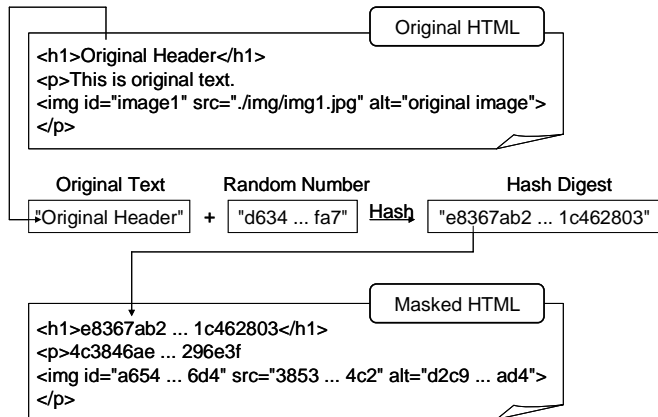 Original HTML
<h1>Original Header</h1>
<p>This is original text.
<img id="image1" src="./img/img1.jpg" alt="original image">
</p>
Original Text Random Number Hash Digest
"Original Header" + "d634 ... fa7" Hash "e8367ab2 ... 1c462803"
Masked HTML
<h1>e8367ab2 ... 1c462803</h1>
<p>4c3846ae ... 296e3f
<img id="a654 ... 6d4" src="3853 ... 4c2" alt="d2c9 ... ad4">
</p>